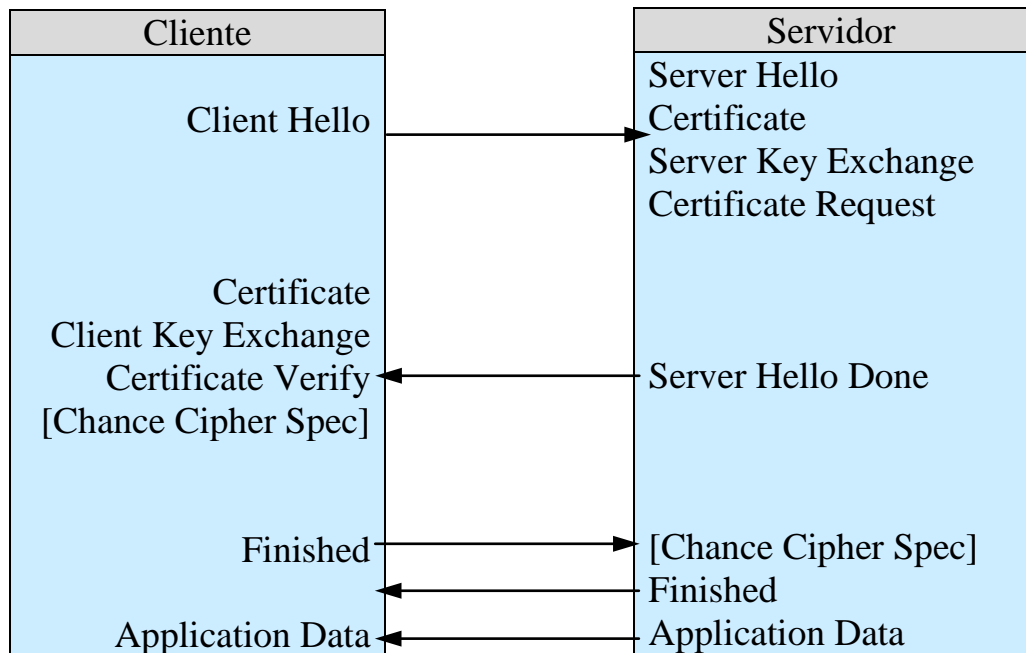 Cliente
Client Hello
Certificate
Client Key Exchange
Certificate Verify
[Chance Cipher Spec]
Finished
Application Data
Servidor
Server Hello
Certificate
Server Key Exchange
Certificate Request
Server Hello Done
[Chance Cipher Spec]
Finished
Application Data